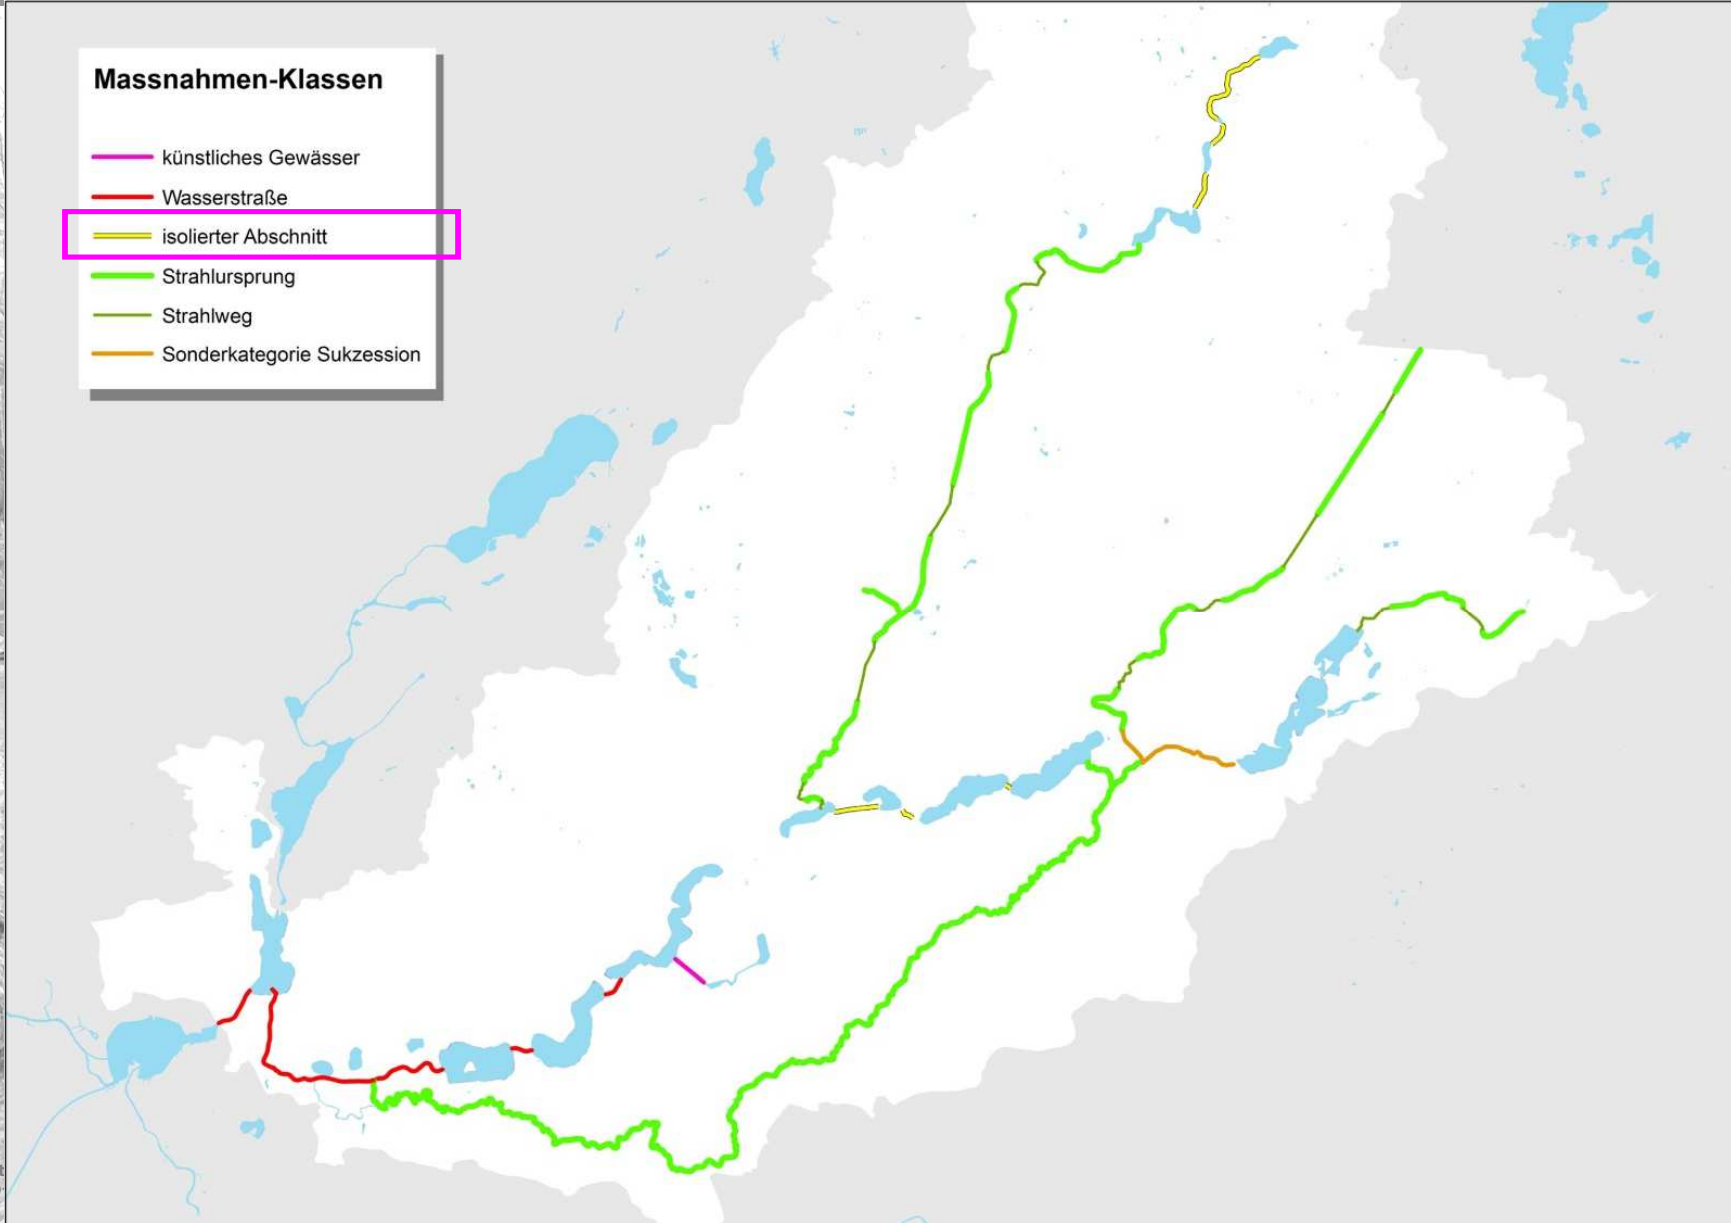 Massnahmen-Klassen
künstliches Gewässer
Wasserstraße
isolierter Abschnitt
Strahlursprung
Strahlweg
Sonderkategorie Sukzession